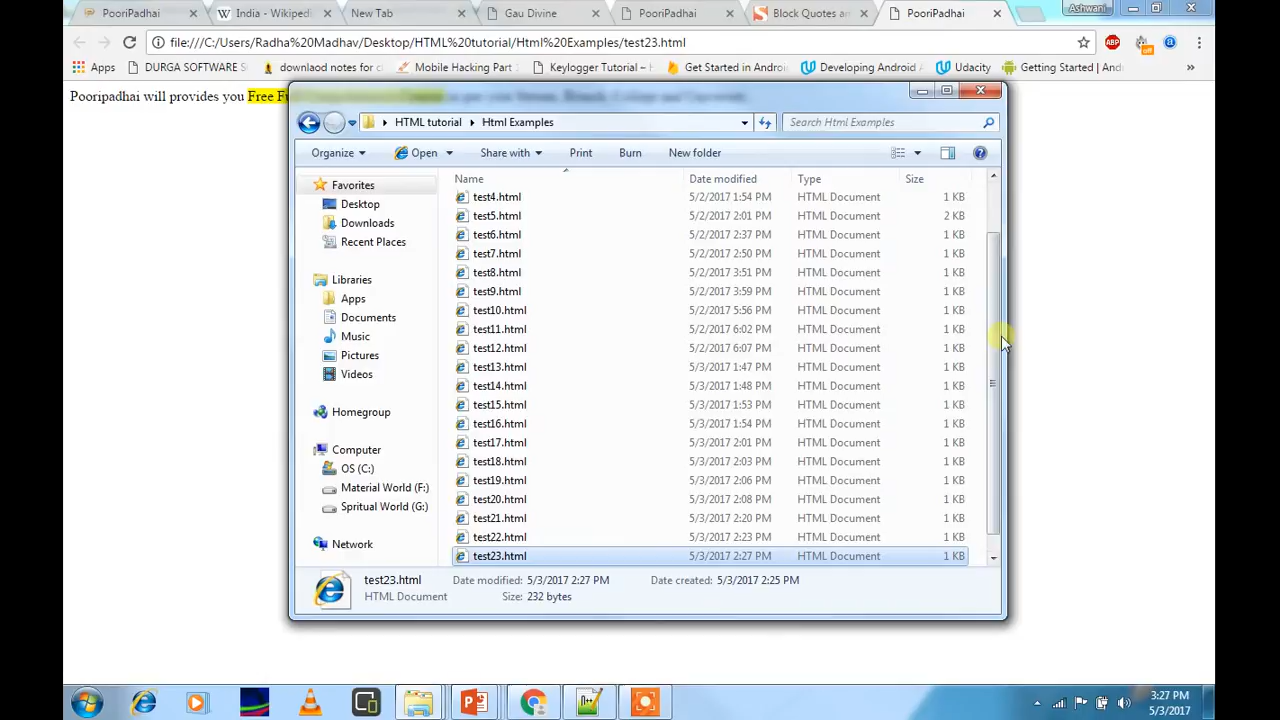 PooriPadhai
India - Wikiped
New Tab
Gau Divine
PooriPadhai
Block Quotes an
PooriPadhai
Ashwani
file:///C:/Users/Radha%20Madhav/Desktop/HTML%20tutorial/Html%20Examples/test23.html
ABP
off
Apps
DURGA SOFTWARE S
downlaod notes for c
Mobile Hacking Part 1
Keylogger Tutorial –
Get Started in Android
Developing Android A
Udacity
Getting Started | And
»
Pooripadhai will provides you Free Fu
HTML tutorial
Html Examples
Search Html Examples
Organize
Open
Share with
Print
Burn
New folder
Favorites
Desktop
Downloads
Recent Places
Libraries
Apps
Documents
Music
Pictures
Videos
Homegroup
Computer
OS (C:)
Material World (F:)
Spritual World (G:)
Network
Name Date modified Type Size
test4.html 5/2/2017 1:54 PM HTML Document 1 KB
test5.html 5/2/2017 2:01 PM HTML Document 2 KB
test6.html 5/2/2017 2:37 PM HTML Document 1 KB
test7.html 5/2/2017 2:50 PM HTML Document 1 KB
test8.html 5/2/2017 3:51 PM HTML Document 1 KB
test9.html 5/2/2017 3:59 PM HTML Document 1 KB
test10.html 5/2/2017 5:56 PM HTML Document 1 KB
test11.html 5/2/2017 6:02 PM HTML Document 1 KB
test12.html 5/2/2017 6:07 PM HTML Document 1 KB
test13.html 5/3/2017 1:47 PM HTML Document 1 KB
test14.html 5/3/2017 1:48 PM HTML Document 1 KB
test15.html 5/3/2017 1:53 PM HTML Document 1 KB
test16.html 5/3/2017 1:54 PM HTML Document 1 KB
test17.html 5/3/2017 2:01 PM HTML Document 1 KB
test18.html 5/3/2017 2:03 PM HTML Document 1 KB
test19.html 5/3/2017 2:06 PM HTML Document 1 KB
test20.html 5/3/2017 2:08 PM HTML Document 1 KB
test21.html 5/3/2017 2:20 PM HTML Document 1 KB
test22.html 5/3/2017 2:23 PM HTML Document 1 KB
test23.html 5/3/2017 2:27 PM HTML Document 1 KB
test23.html Date modified: 5/3/2017 2:27 PM Date created: 5/3/2017 2:25 PM
HTML Document Size: 232 bytes
3:27 PM
5/3/2017